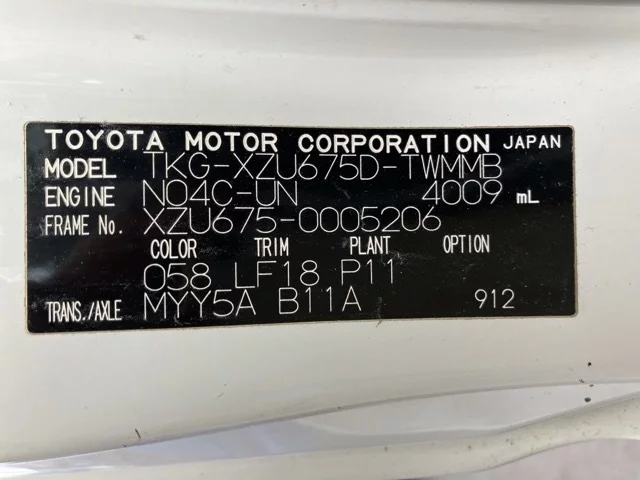 TOYOTA MOTOR CORPORATION JAPAN
MODEL TKG-XZU675D-TWMMB
ENGINE N04C-UN 4009 mL
FRAME No. XZU675-0005206
COLOR TRIM PLANT OPTION
058 LF18 P11
TRANS./AXLE MYY5A B11A 912